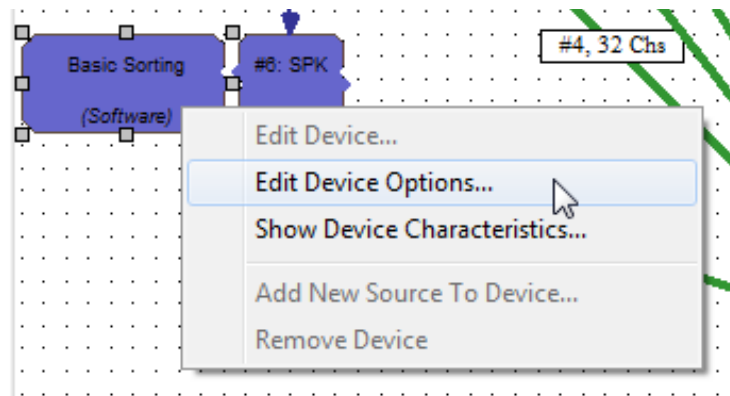 #4, 32 Chs
Basic Sorting
#6: SPK
(Software)
Edit Device...
Edit Device Options...
Show Device Characteristics...
Add New Source To Device...
Remove Device